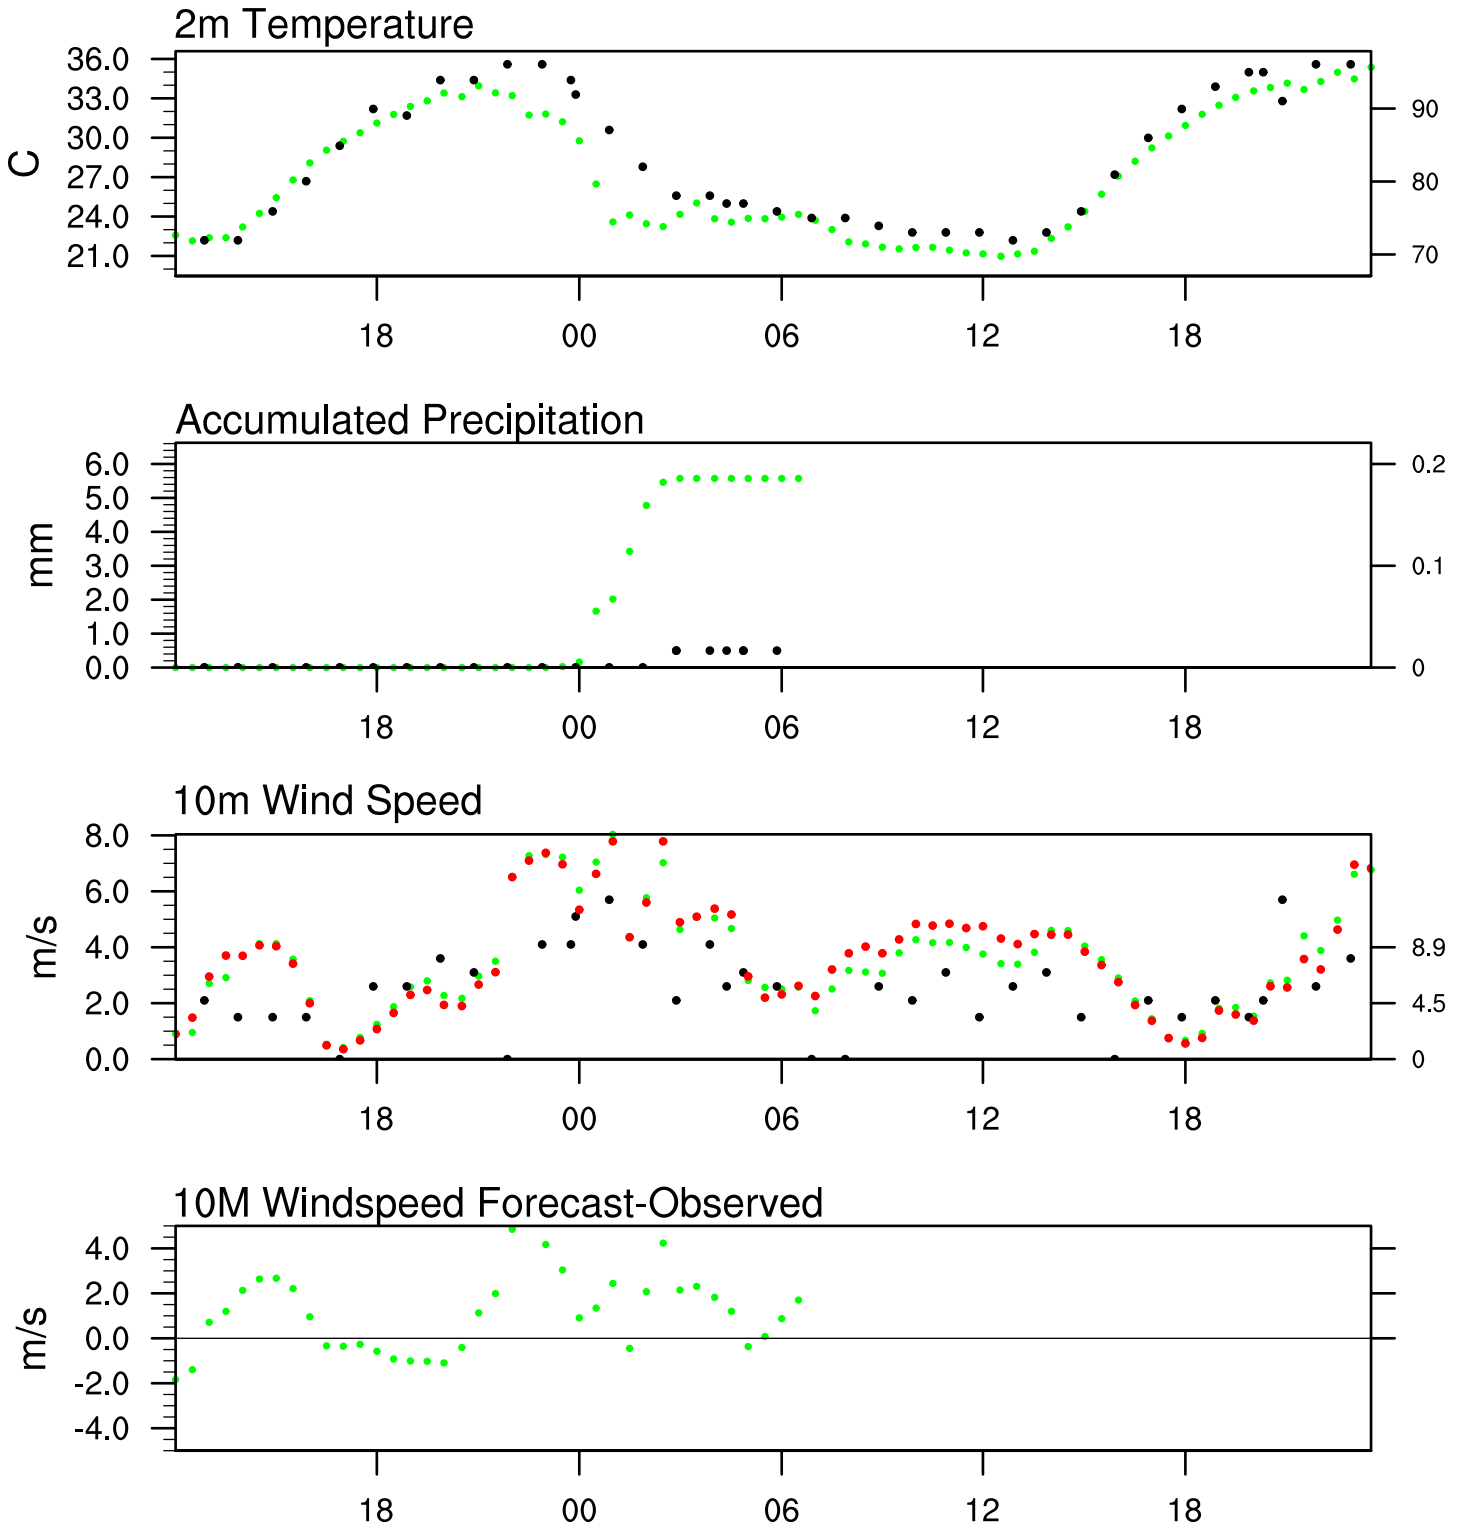 2m Temperature
36.0
33.0
30.0
27.0
24.0
21.0
C
90
80
70
18 00 06 12 18
Accumulated Precipitation
6.0
5.0
4.0
3.0
2.0
1.0
0.0
mm
0.2
0.1
0
18 00 06 12 18
10m Wind Speed
8.0
6.0
4.0
2.0
0.0
m/s
8.9
4.5
0
18 00 06 12 18
10M Windspeed Forecast-Observed
4.0
2.0
0.0
-2.0
-4.0
m/s
18 00 06 12 18